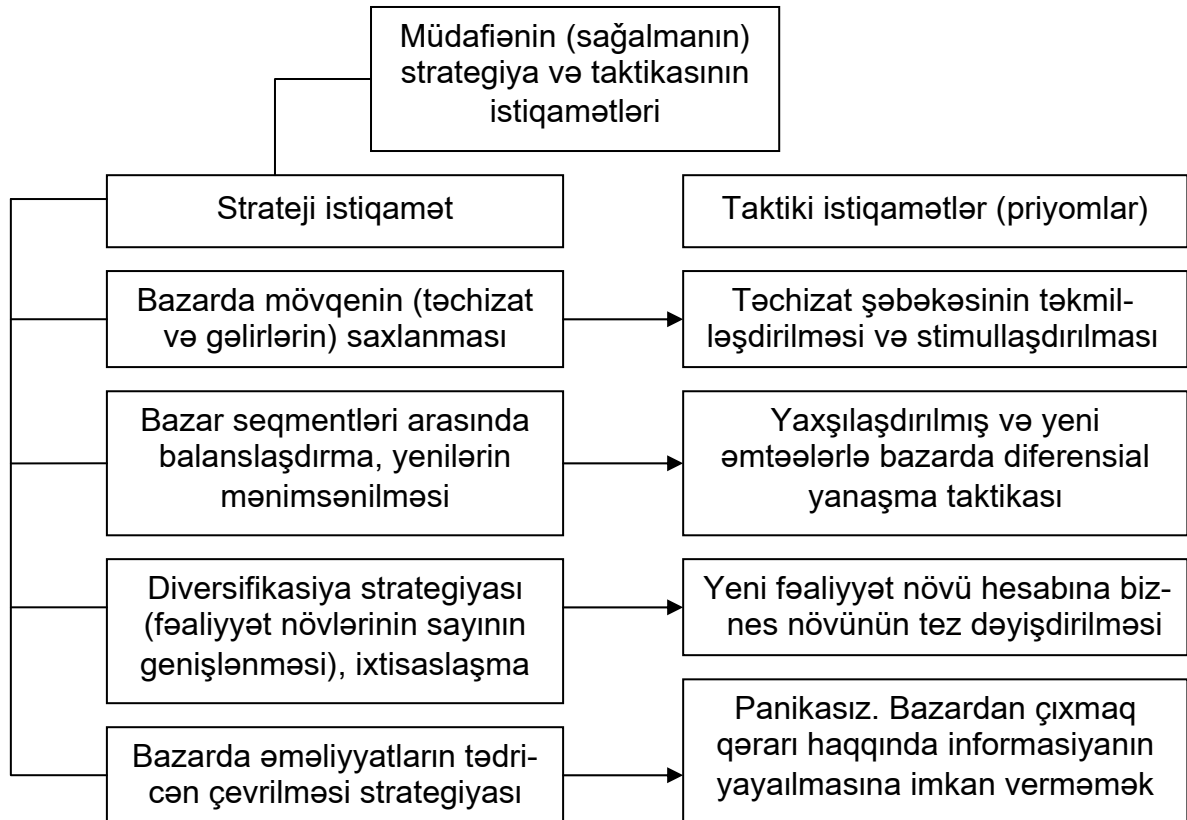 Müdafiənin (sağalmanın)
strategiya və taktikasının
istiqamətləri
Strateji istiqamət
Taktiki istiqamətlər (priyomlar)
Bazarda mövqenin (təchizat
və gəlirlərin) saxlanması
Təchizat şəbəkəsinin təkmil-
ləşdirilməsi və stimullaşdırılması
Bazar seqmentləri arasında
balanslaşdırma, yenilərin
mənimsənilməsi
Yaxşılaşdırılmış və yeni
əmtəələrlə bazarda diferensial
yanaşma taktikası
Diversifikasiya strategiyası
(fəaliyyət növlərinin sayının
genişlənməsi), ixtisaslaşma
Yeni fəaliyyət növü hesabına biz-
nes növünün tez dəyişdirilməsi
Bazarda əməliyyatların tədri-
cən çevrilməsi strategiyası
Panikasız. Bazardan çıxmaq
qərarı haqqında informasiyanın
yayaılmasına imkan verməmək